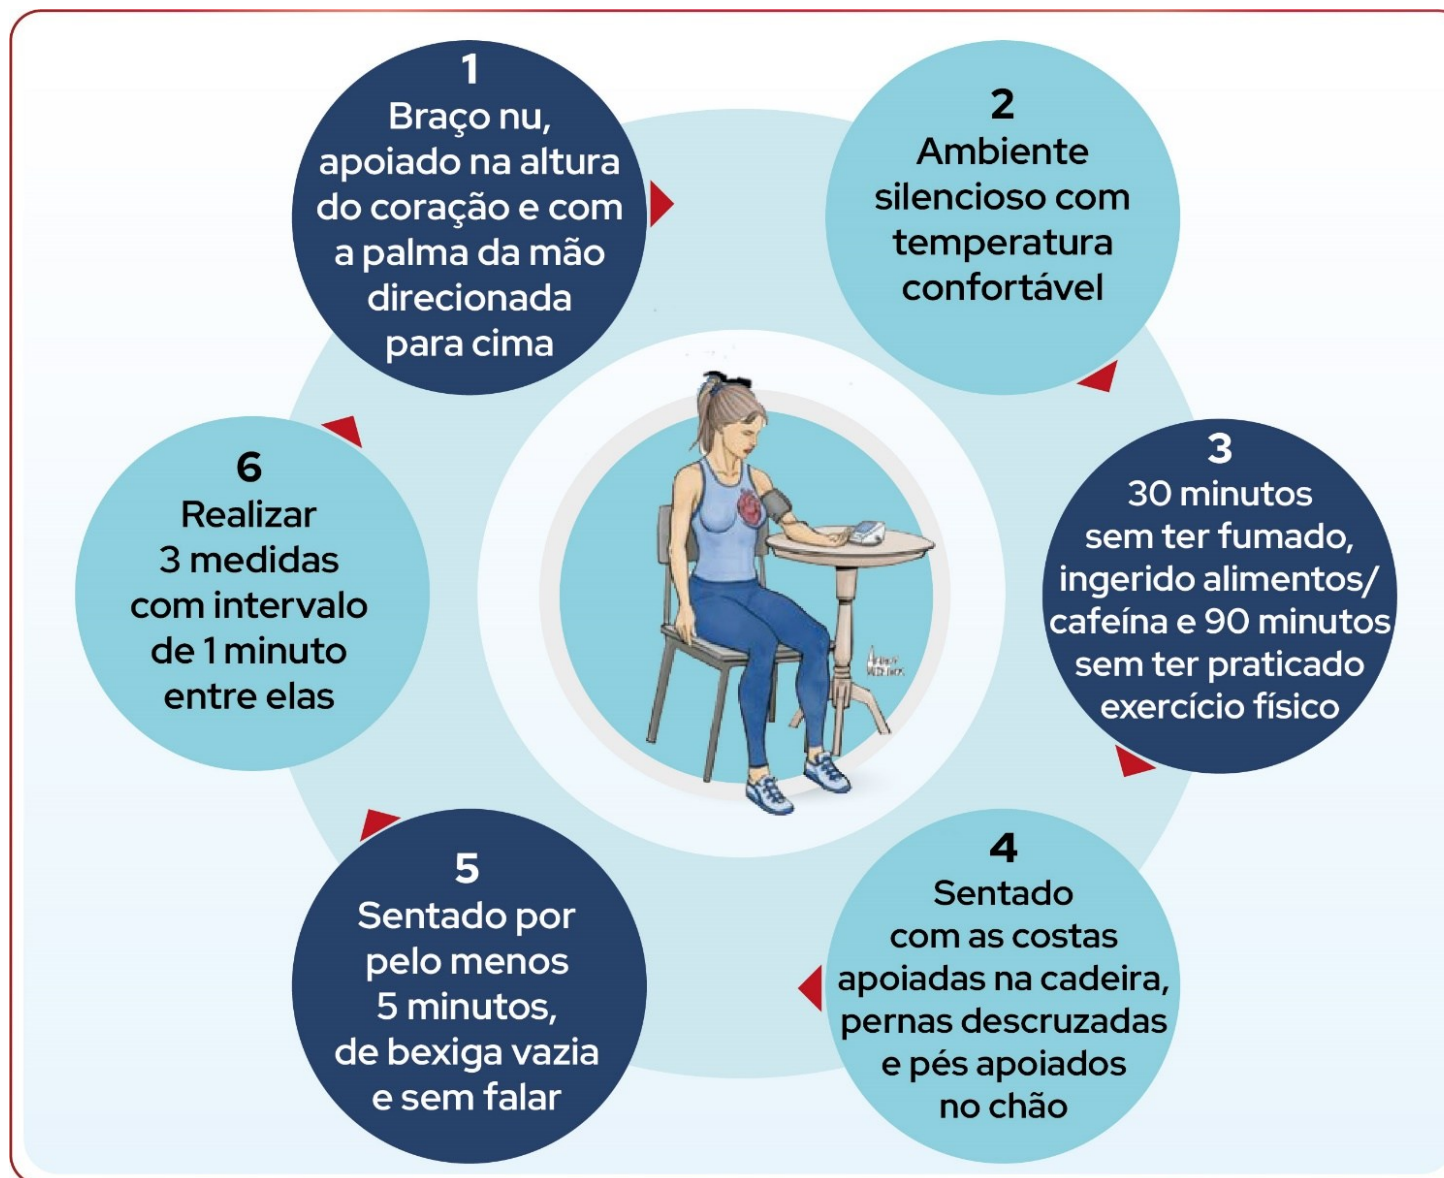 1
Braço nu,
apoiado na altura
do coração e com
a palma da mão
direcionada
para cima
2
Ambiente
silencioso com
temperatura
confortável
3
30 minutos
sem ter fumado,
ingerido alimentos/
cafeína e 90 minutos
sem ter praticado
exercício físico
4
Sentado
com as costas
apoiadas na cadeira,
pernas descruzadas
e pés apoiados
no chão
5
Sentado por
pelo menos
5 minutos,
de bexiga vazia
e sem falar
6
Realizar
3 medidas
com intervalo
de 1 minuto
entre elas